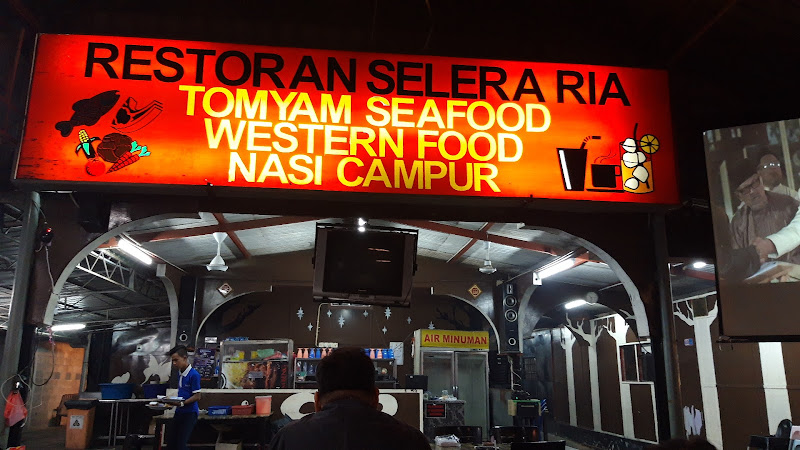 RESTORAN SELERA RIA
TOMYAM SEAFOOD
WESTERN FOOD
NASI CAMPUR
AIR MINUMAN